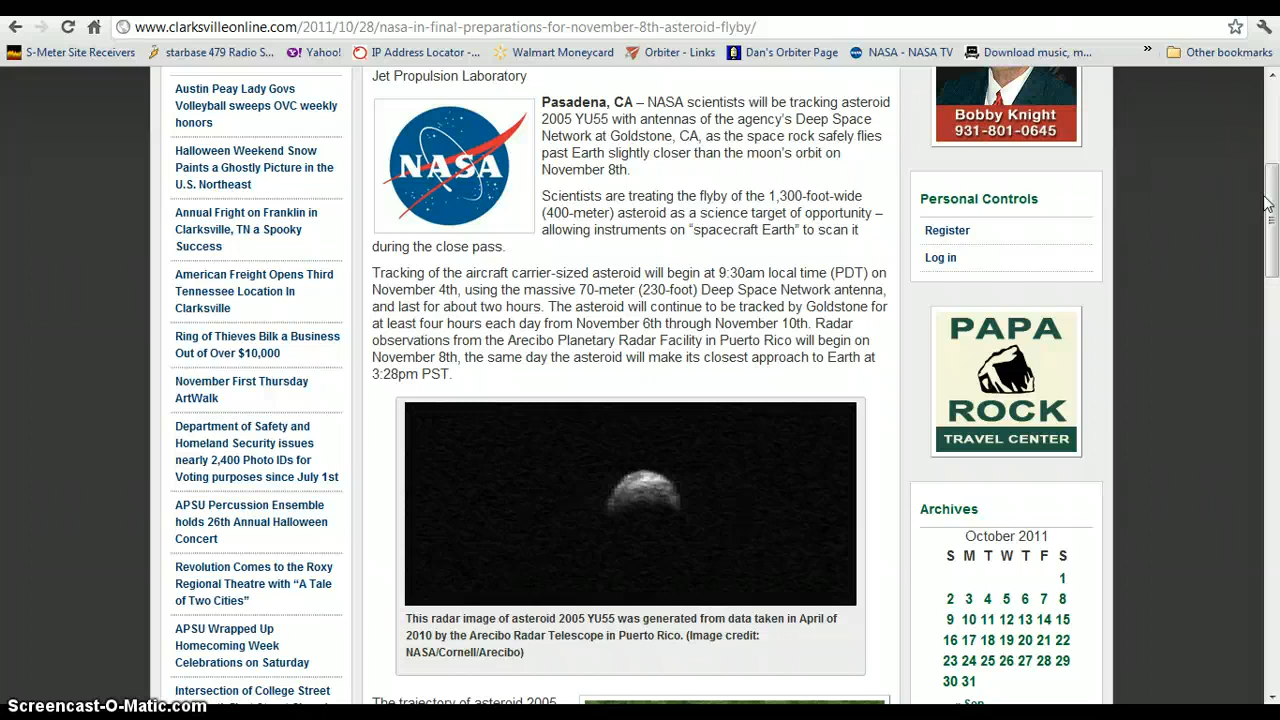 www.clarksvilleonline.com/2011/10/28/nasa-in-final-preparations-for-november-8th-asteroid-flyby/
S-Meter Site Receivers
starbase 479 Radio S...
Yahoo!
IP Address Locator -...
Walmart Moneycard
Orbiter - Links
Dan's Orbiter Page
NASA - NASA TV
Download music, m...
»
Other bookmarks
Austin Peay Lady Govs
Volleyball sweeps OVC weekly
honors
Halloween Weekend Snow
Paints a Ghostly Picture in the
U.S. Northeast
Annual Fright on Franklin in
Clarksville, TN a Spooky
Success
American Freight Opens Third
Tennessee Location In
Clarksville
Ring of Thieves Bilk a Business
Out of Over $10,000
November First Thursday
ArtWalk
Department of Safety and
Homeland Security issues
nearly 2,400 Photo IDs for
Voting purposes since July 1st
APSU Percussion Ensemble
holds 26th Annual Halloween
Concert
Revolution Comes to the Roxy
Regional Theatre with “A Tale
of Two Cities”
APSU Wrapped Up
Homecoming Week
Celebrations on Saturday
Intersection of College Street
Jet Propulsion Laboratory
NASA
Pasadena, CA – NASA scientists will be tracking asteroid
2005 YU55 with antennas of the agency’s Deep Space
Network at Goldstone, CA, as the space rock safely flies
past Earth slightly closer than the moon’s orbit on
November 8th.
Scientists are treating the flyby of the 1,300-foot-wide
(400-meter) asteroid as a science target of opportunity –
allowing instruments on “spacecraft Earth” to scan it
during the close pass.
Tracking of the aircraft carrier-sized asteroid will begin at 9:30am local time (PDT) on
November 4th, using the massive 70-meter (230-foot) Deep Space Network antenna,
and last for about two hours. The asteroid will continue to be tracked by Goldstone for
at least four hours each day from November 6th through November 10th. Radar
observations from the Arecibo Planetary Radar Facility in Puerto Rico will begin on
November 8th, the same day the asteroid will make its closest approach to Earth at
3:28pm PST.
This radar image of asteroid 2005 YU55 was generated from data taken in April of
2010 by the Arecibo Radar Telescope in Puerto Rico. (Image credit:
NASA/Cornell/Arecibo)
The trajectory of asteroid 2005
Bobby Knight
931-801-0645
Personal Controls
Register
Log in
PAPA
ROCK
TRAVEL CENTER
Archives
October 2011
S M T W T F S
1
2 3 4 5 6 7 8
9 10 11 12 13 14 15
16 17 18 19 20 21 22
23 24 25 26 27 28 29
30 31
« Sep
Screencast-O-Matic.com